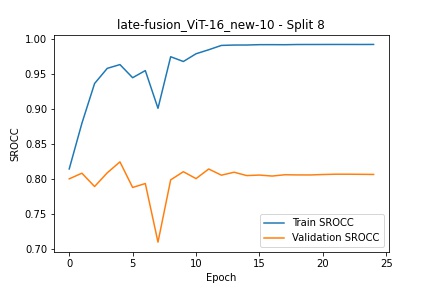 late-fusion_ViT-16_new-10 - Split 8
1.00
0.95
0.90
0.85
0.80
0.75
0.70
SROCC
Train SROCC
Validation SROCC
0 5 10 15 20 25
Epoch